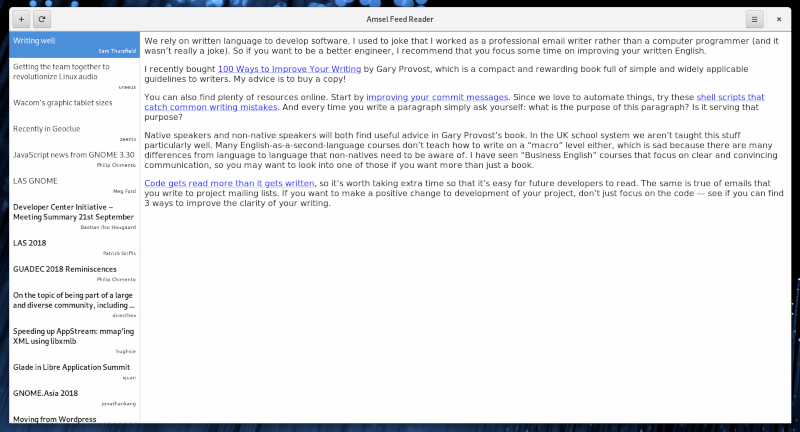 Amsel Feed Reader
Writing well
Sam Thursfield
Getting the team together to
revolutionize Linux audio
uraeus
Wacom's graphic tablet sizes
Recently in Geoclue
zeenix
JavaScript news from GNOME 3.30
Philip Chimento
LAS GNOME
Meg Ford
Developer Center Initiative –
Meeting Summary 21st September
Bastian Ilso Hougaard
LAS 2018
Patrick Griffis
GUADEC 2018 Reminiscences
Philip Chimento
On the topic of being part of a large
and diverse community, including ...
directhex
Speeding up AppStream: mmap'ing
XML using libxmlb
hughsie
Glade in Libre Application Summit
xjuan
GNOME.Asia 2018
jonathankang
Moving from Wordpress
We rely on written language to develop software. I used to joke that I worked as a professional email writer rather than a computer programmer (and it
wasn't really a joke). So if you want to be a better engineer, I recommend that you focus some time on improving your written English.
I recently bought 100 Ways to Improve Your Writing by Gary Provost, which is a compact and rewarding book full of simple and widely applicable
guidelines to writers. My advice is to buy a copy!
You can also find plenty of resources online. Start by improving your commit messages. Since we love to automate things, try these shell scripts that
catch common writing mistakes. And every time you write a paragraph simply ask yourself: what is the purpose of this paragraph? Is it serving that
purpose?
Native speakers and non-native speakers will both find useful advice in Gary Provost's book. In the UK school system we aren't taught this stuff
particularly well. Many English-as-a-second-language courses don't teach how to write on a “macro” level either, which is sad because there are many
differences from language to language that non-natives need to be aware of. I have seen “Business English” courses that focus on clear and convincing
communication, so you may want to look into one of those if you want more than just a book.
Code gets read more than it gets written, so it's worth taking extra time so that it's easy for future developers to read. The same is true of emails that
you write to project mailing lists. If you want to make a positive change to development of your project, don't just focus on the code — see if you can find
3 ways to improve the clarity of your writing.